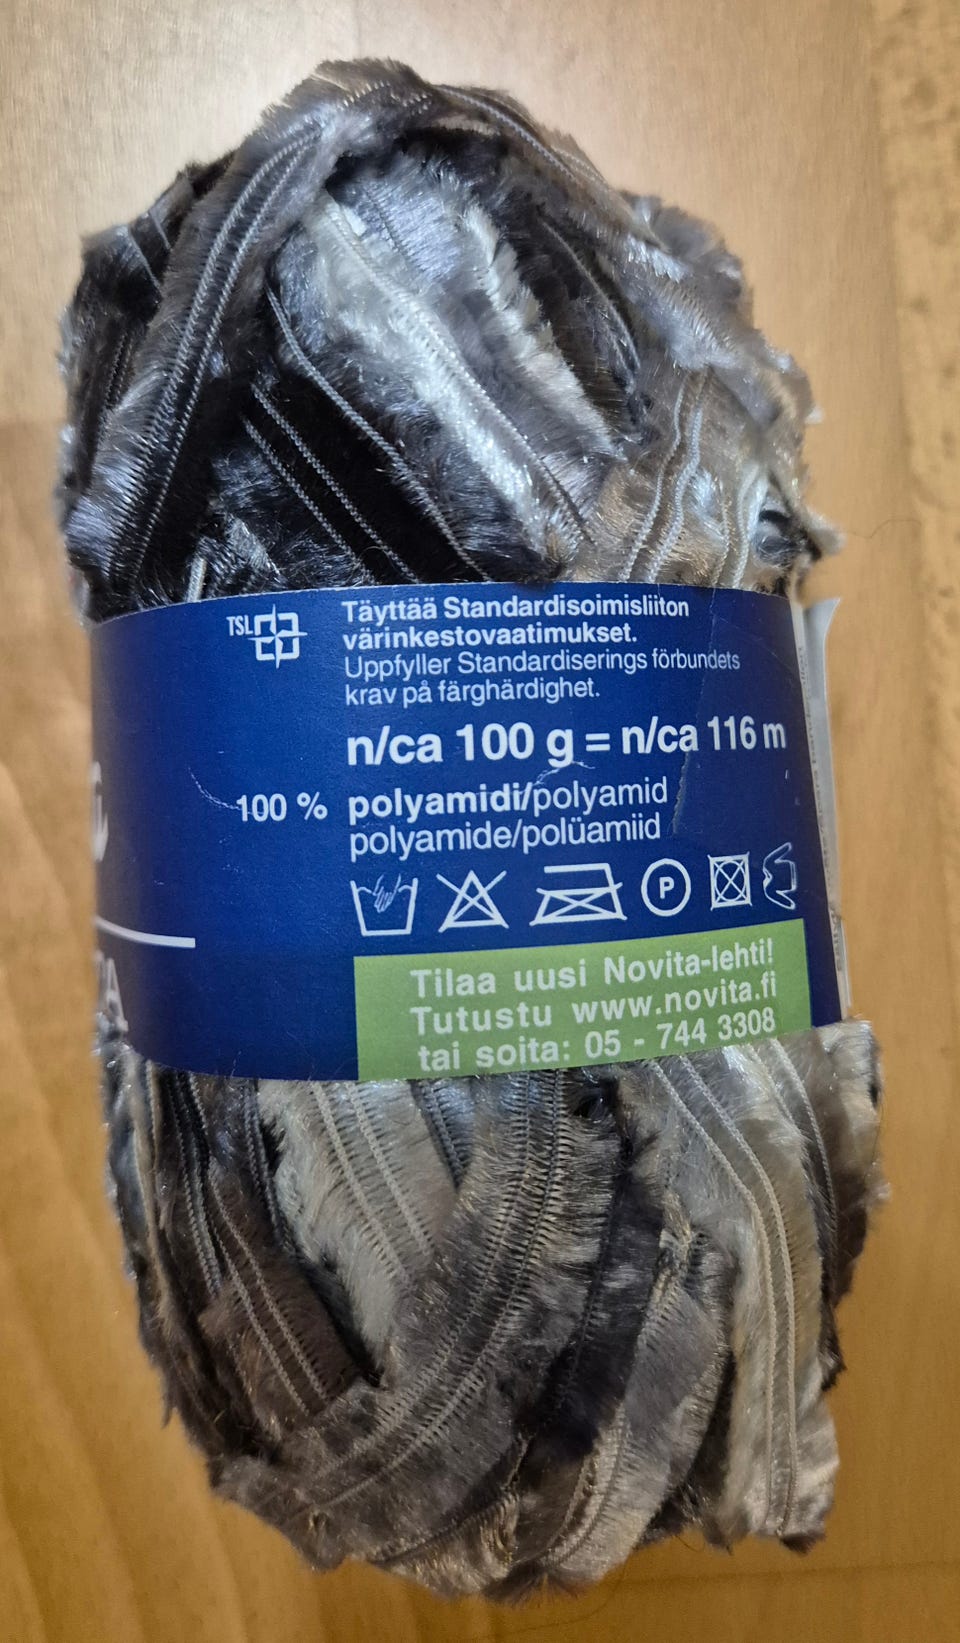 TSL
Täyttää Standardisoimisliiton
värinkestovaatimukset.
Uppfyller Standardiserings förbundets
krav på färghärdighet.
n/ca 100 g = n/ca 116 m
100 % polyamidi/polyamid
polyamide/polüamiid
P
Tilaa uusi Novita-lehti!
Tutustu www.novita.fi
tai soita: 05 - 744 3308